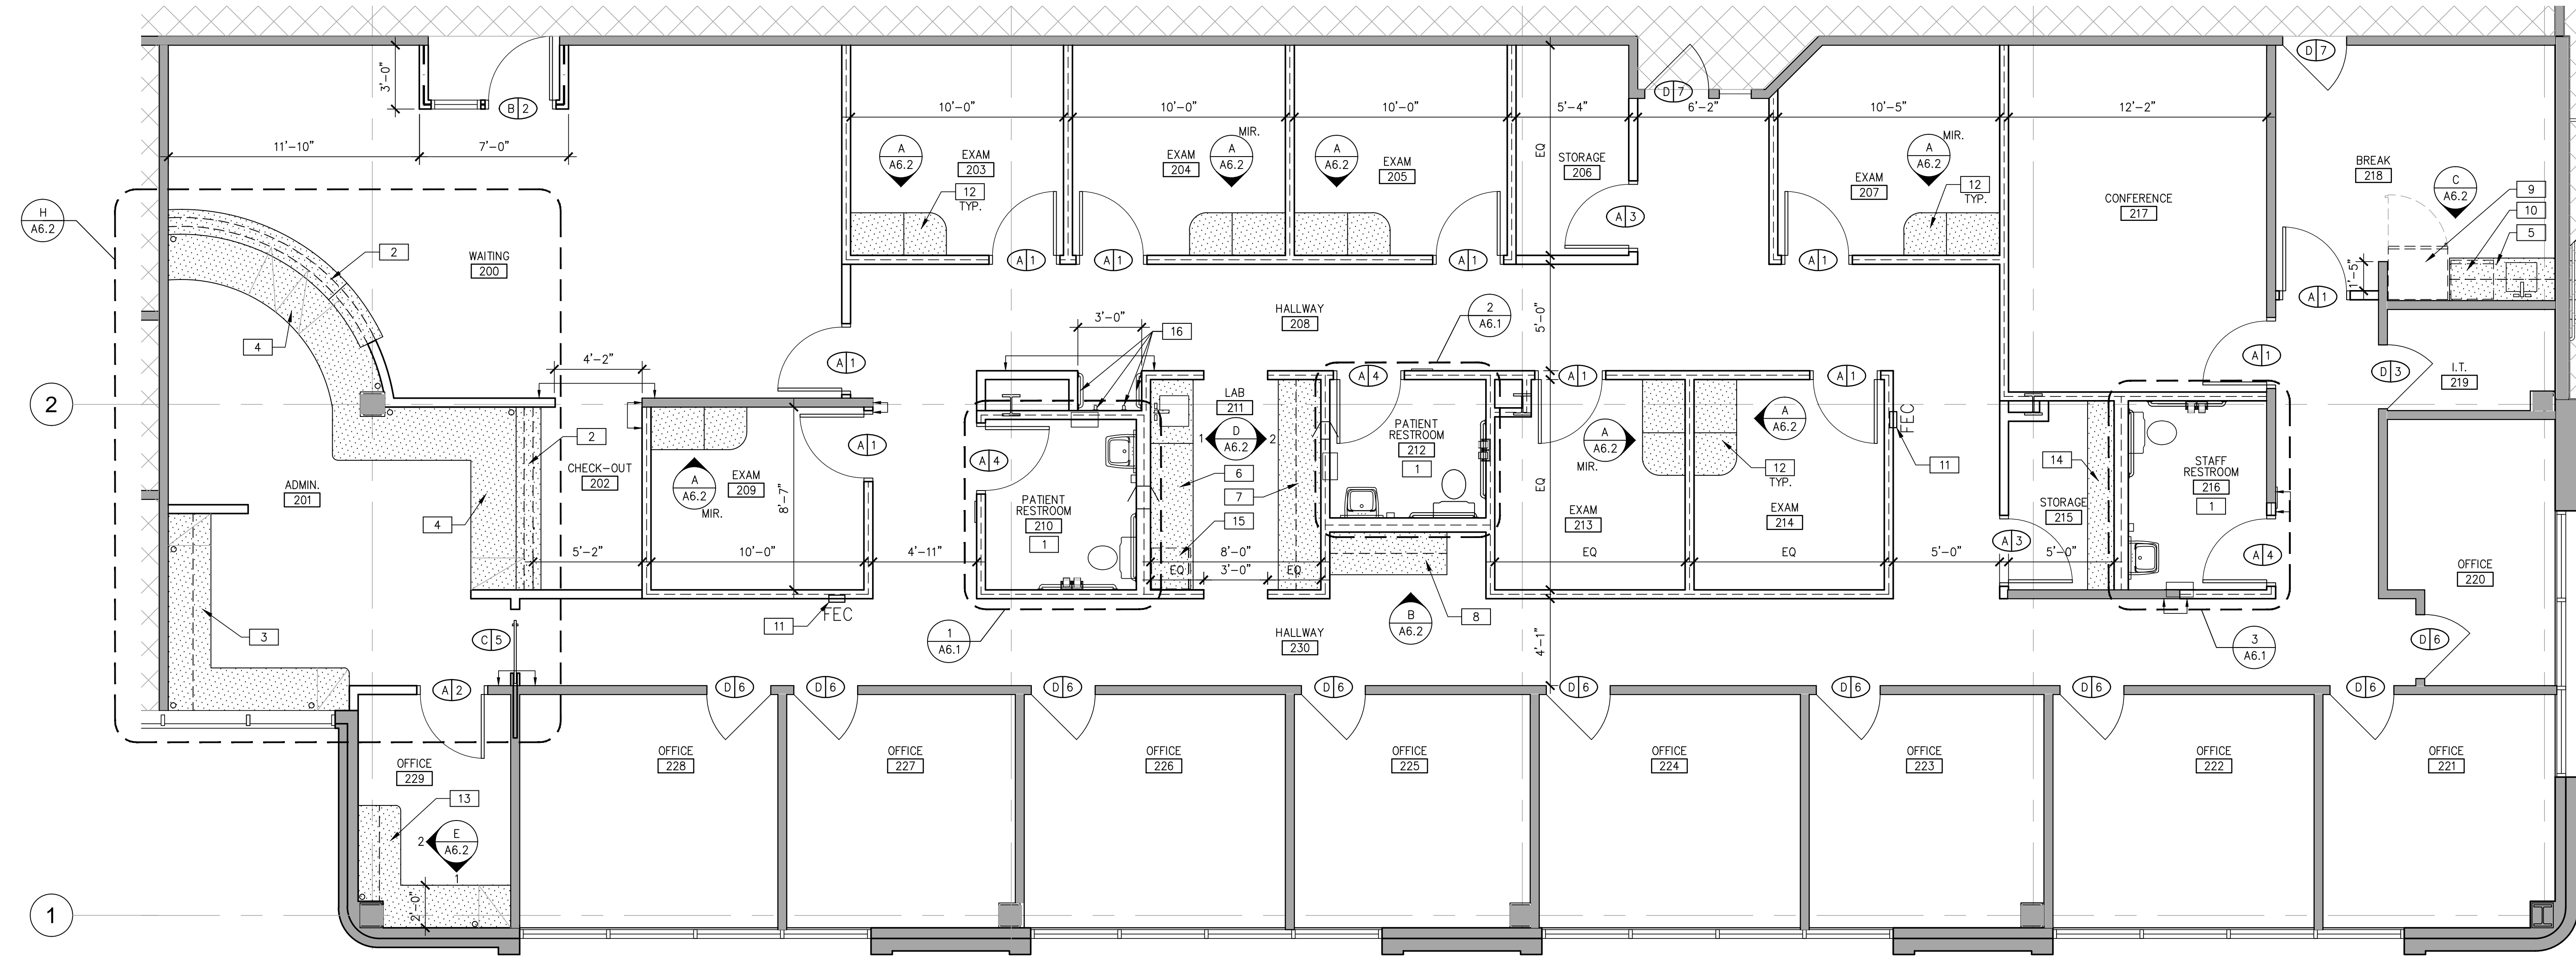 D|7
3'-0"
B|2
10'-0"
10'-0"
10'-0"
5'-4"
D|7
6'-2"
10'-5"
12'-2"
11'-10"
7'-0"
A
A6.2
EXAM
203
12
TYP.
EXAM
204
MIR.
A
A6.2
A
A6.2
EXAM
205
EQ
STORAGE
206
A|3
EXAM
207
MIR.
A
A6.2
12
TYP.
CONFERENCE
217
BREAK
218
C
A6.2
9
10
5
1'-5"
H
A6.2
2
WAITING
200
4
A|1
A|1
A|1
A|1
A|1
HALLWAY
208
2
A6.1
5'-0"
3'-0"
16
A|1
A|1
I.T.
219
D|3
4'-2"
2
LAB
211
A|4
A|1
A|1
FEC
11
2
CHECK-OUT
202
A
A6.2
MIR.
EXAM
209
8'-7"
A|1
A|4
PATIENT
RESTROOM
210
1
1
D
A6.2
2
6
7
15
PATIENT
RESTROOM
212
1
A
A6.2
MIR.
A
A6.2
12
TYP.
14
STORAGE
215
STAFF
RESTROOM
216
1
ADMIN.
201
4
EQ
EXAM
213
EXAM
214
5'-2"
10'-0"
4'-11"
8'-0"
EQ
3'-0"
EQ
EQ
EQ
5'-0"
A|3
5'-0"
A|4
OFFICE
220
3
C|5
11
FEC
1
A6.1
HALLWAY
230
B
A6.2
8
4'-1"
3
A6.1
D|6
A|2
D|6
D|6
D|6
D|6
D|6
D|6
D|6
D|6
OFFICE
229
OFFICE
228
OFFICE
227
OFFICE
226
OFFICE
225
OFFICE
224
OFFICE
223
OFFICE
222
OFFICE
221
13
2
E
A6.2
1
2'-0"
1